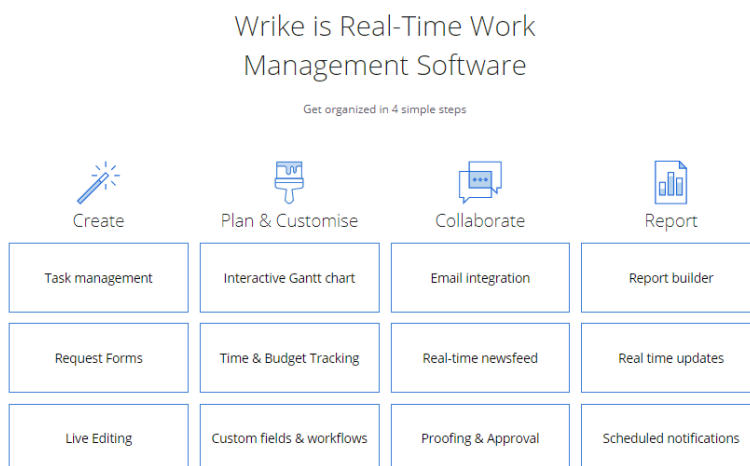 Wrike is Real-Time Work
Management Software
Get organized in 4 simple steps
Create
Plan & Customise
Collaborate
Report
Task management
Interactive Gantt chart
Email integration
Report builder
Request Forms
Time & Budget Tracking
Real-time newsfeed
Real time updates
Live Editing
Custom fields & workflows
Proofing & Approval
Scheduled notifications